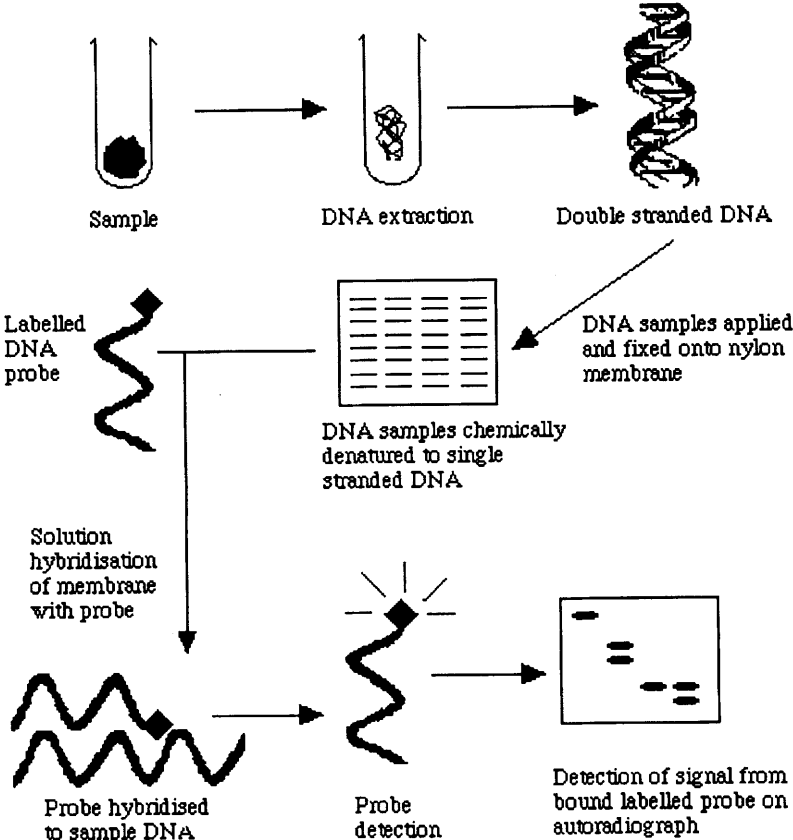 Sample
DNA extraction
Double stranded DNA
Labelled
DNA
probe
DNA samples applied
and fixed onto nylon
membrane
DNA samples chemically
denatured to single
stranded DNA
Solution
hybridisation
of membrane
with probe
Probe hybridised
to sample DNA
Probe
detection
Detection of signal from
bound labelled probe on
autoradiograph